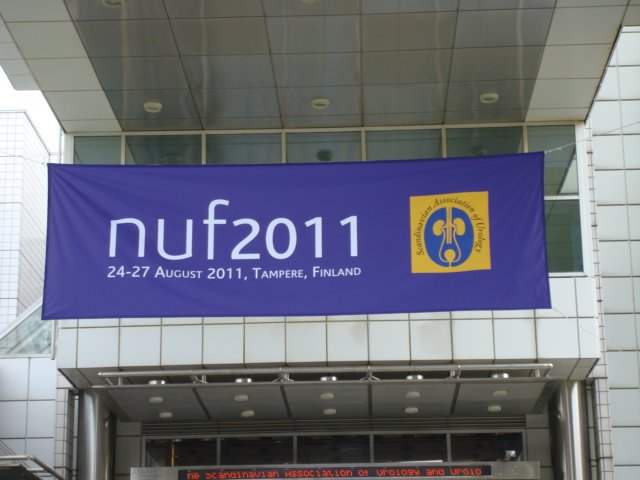 nuf2011
24-27 August 2011, Tampere, Finland
Scandinavian Association of Urology
he Scandinavian Association of Urology and Urolo